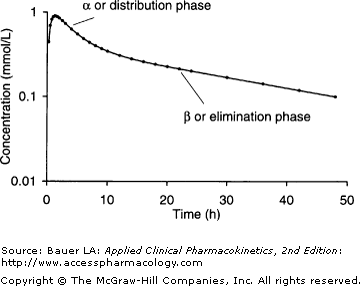 α or distribution phase
1
0.1
0.01
Concentration (mmol/L)
β or elimination phase
0 10 20 30 40 50
Time (h)
Source: Bauer LA: Applied Clinical Pharmacokinetics, 2nd Edition:
http://www.accesspharmacology.com
Copyright © The McGraw-Hill Companies, Inc. All rights reserved.